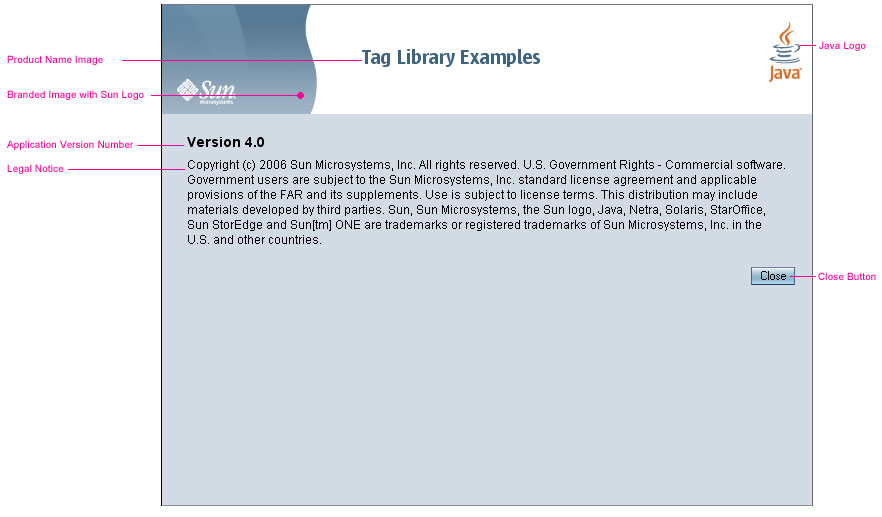 Tag Library Examples
Java Logo
Product Name Image
Java
Branded Image with Sun Logo
Sun
microsystems
Application Version Number
Version 4.0
Legal Notice
Copyright (c) 2006 Sun Microsystems, Inc. All rights reserved. U.S. Government Rights - Commercial software.
Government users are subject to the Sun Microsystems, Inc. standard license agreement and applicable
provisions of the FAR and its supplements. Use is subject to license terms. This distribution may include
materials developed by third parties. Sun, Sun Microsystems, the Sun logo, Java, Netra, Solaris, StarOffice,
Sun StorEdge and Sun[tm] ONE are trademarks or registered trademarks of Sun Microsystems, Inc. in the
U.S. and other countries.
Close
Close Button